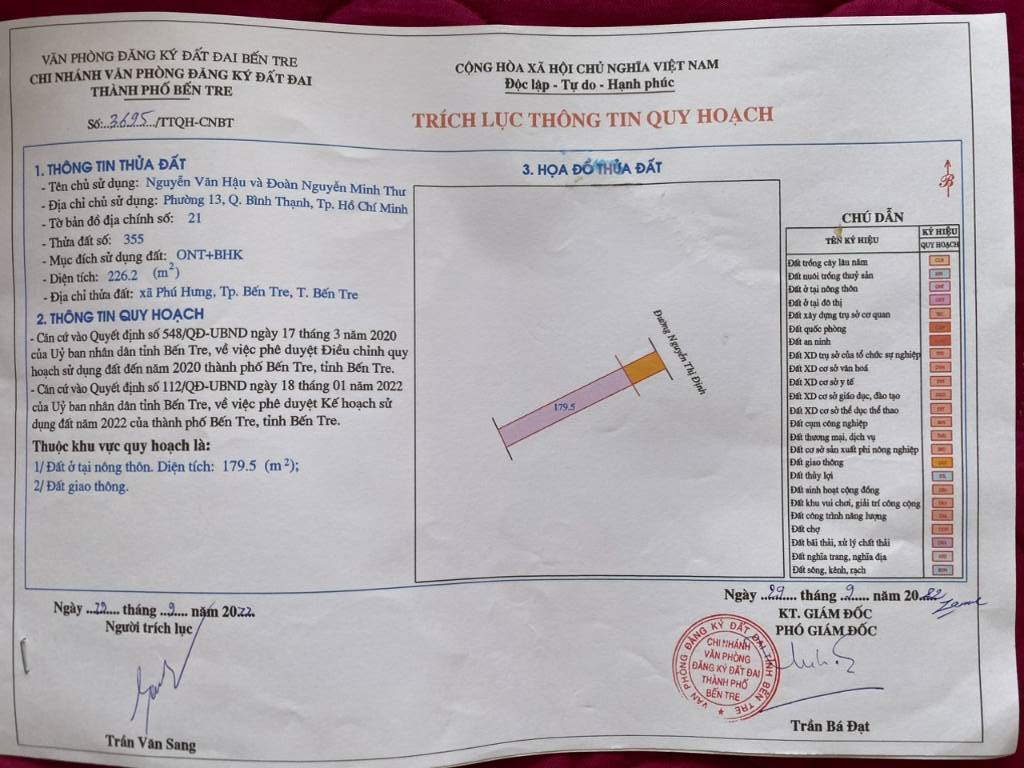 VĂN PHÒNG ĐĂNG KÝ ĐẤT ĐAI BẾN TRE
CHI NHÁNH VĂN PHÒNG ĐĂNG KÝ ĐẤT ĐAI
THÀNH PHỐ BẾN TRE
Số:..3695../TTQH-CNBT
CỘNG HÒA XÃ HỘI CHỦ NGHĨA VIỆT NAM
Độc lập - Tự do - Hạnh phúc
TRÍCH LỤC THÔNG TIN QUY HOẠCH
1. THÔNG TIN THỬA ĐẤT
- Tên chủ sử dụng: Nguyễn Văn Hậu và Đoàn Nguyễn Minh Thư
- Địa chỉ chủ sử dụng: Phường 13, Q. Bình Thạnh, Tp. Hồ Chí Minh
- Tờ bản đồ địa chính số: 21
- Thửa đất số: 355
- Mục đích sử dụng đất: ONT+BHK
- Diện tích: 226.2 (m²)
- Địa chỉ thửa đất: xã Phú Hưng, Tp. Bến Tre, T. Bến Tre
2. THÔNG TIN QUY HOẠCH
- Căn cứ vào Quyết định số 548/QĐ-UBND ngày 17 tháng 3 năm 2020
của Uỷ ban nhân dân tỉnh Bến Tre, về việc phê duyệt Điều chỉnh quy
hoạch sử dụng đất đến năm 2020 thành phố Bến Tre, tỉnh Bến Tre.
- Căn cứ vào Quyết định số 112/QĐ-UBND ngày 18 tháng 01 năm 2022
của Uỷ ban nhân dân tỉnh Bến Tre, về việc phê duyệt Kế hoạch sử
dụng đất năm 2022 của thành phố Bến Tre, tỉnh Bến Tre.
Thuộc khu vực quy hoạch là:
1/ Đất ở tại nông thôn. Diện tích: 179.5 (m²);
2/ Đất giao thông.
3. HỌA ĐỒ THỬA ĐẤT
Đường Nguyễn Thị Định
179.5
B
CHÚ DẪN
TÊN KÝ HIỆU
KÝ HIỆU
QUY HOẠCH
Đất trồng cây lâu năm
Đất nuôi trồng thuỷ sản
Đất ở tại nông thôn
Đất ở tại đô thị
Đất xây dựng trụ sở cơ quan
Đất quốc phòng
Đất an ninh
Đất XD trụ sở của tổ chức sự nghiệp
Đất XD cơ sở văn hoá
Đất XD cơ sở y tế
Đất XD cơ sở giáo dục, đào tạo
Đất XD cơ sở thể dục thể thao
Đất cụm công nghiệp
Đất thương mại, dịch vụ
Đất cơ sở sản xuất phi nông nghiệp
Đất giao thông
Đất thủy lợi
Đất sinh hoạt cộng đồng
Đất khu vui chơi, giải trí công cộng
Đất công trình năng lượng
Đất chợ
Đất bãi thải, xử lý chất thải
Đất nghĩa trang, nghĩa địa
Đất sông, kênh, rạch
Ngày ..29.... tháng ..9.... năm 2022.
Người trích lục
Trần Văn Sang
Ngày ..29.... tháng ..9.... năm 20..22
KT. GIÁM ĐỐC
PHÓ GIÁM ĐỐC
VĂN PHÒNG ĐĂNG KÝ ĐẤT ĐAI TỈNH BẾN TRE
CHI NHÁNH
VĂN PHÒNG
ĐĂNG KÝ ĐẤT ĐAI
THÀNH PHỐ
BẾN TRE
Trần Bá Đạt